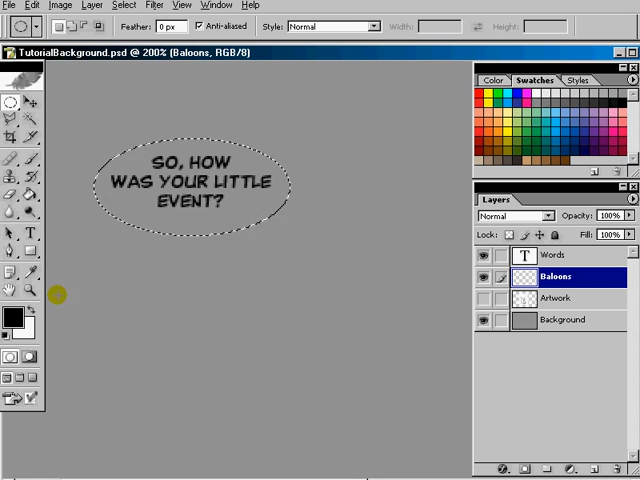 File Edit Image Layer Select Filter View Window Help
Feather: 0 px Anti-aliased Style: Normal Width: Height:
TutorialBackground.psd @ 200% (Baloons, RGB/8)
Color Swatches Styles
SO, HOW
WAS YOUR LITTLE
EVENT?
Layers
Normal Opacity: 100%
Lock: Fill: 100%
T Words
Baloons
Artwork
Background